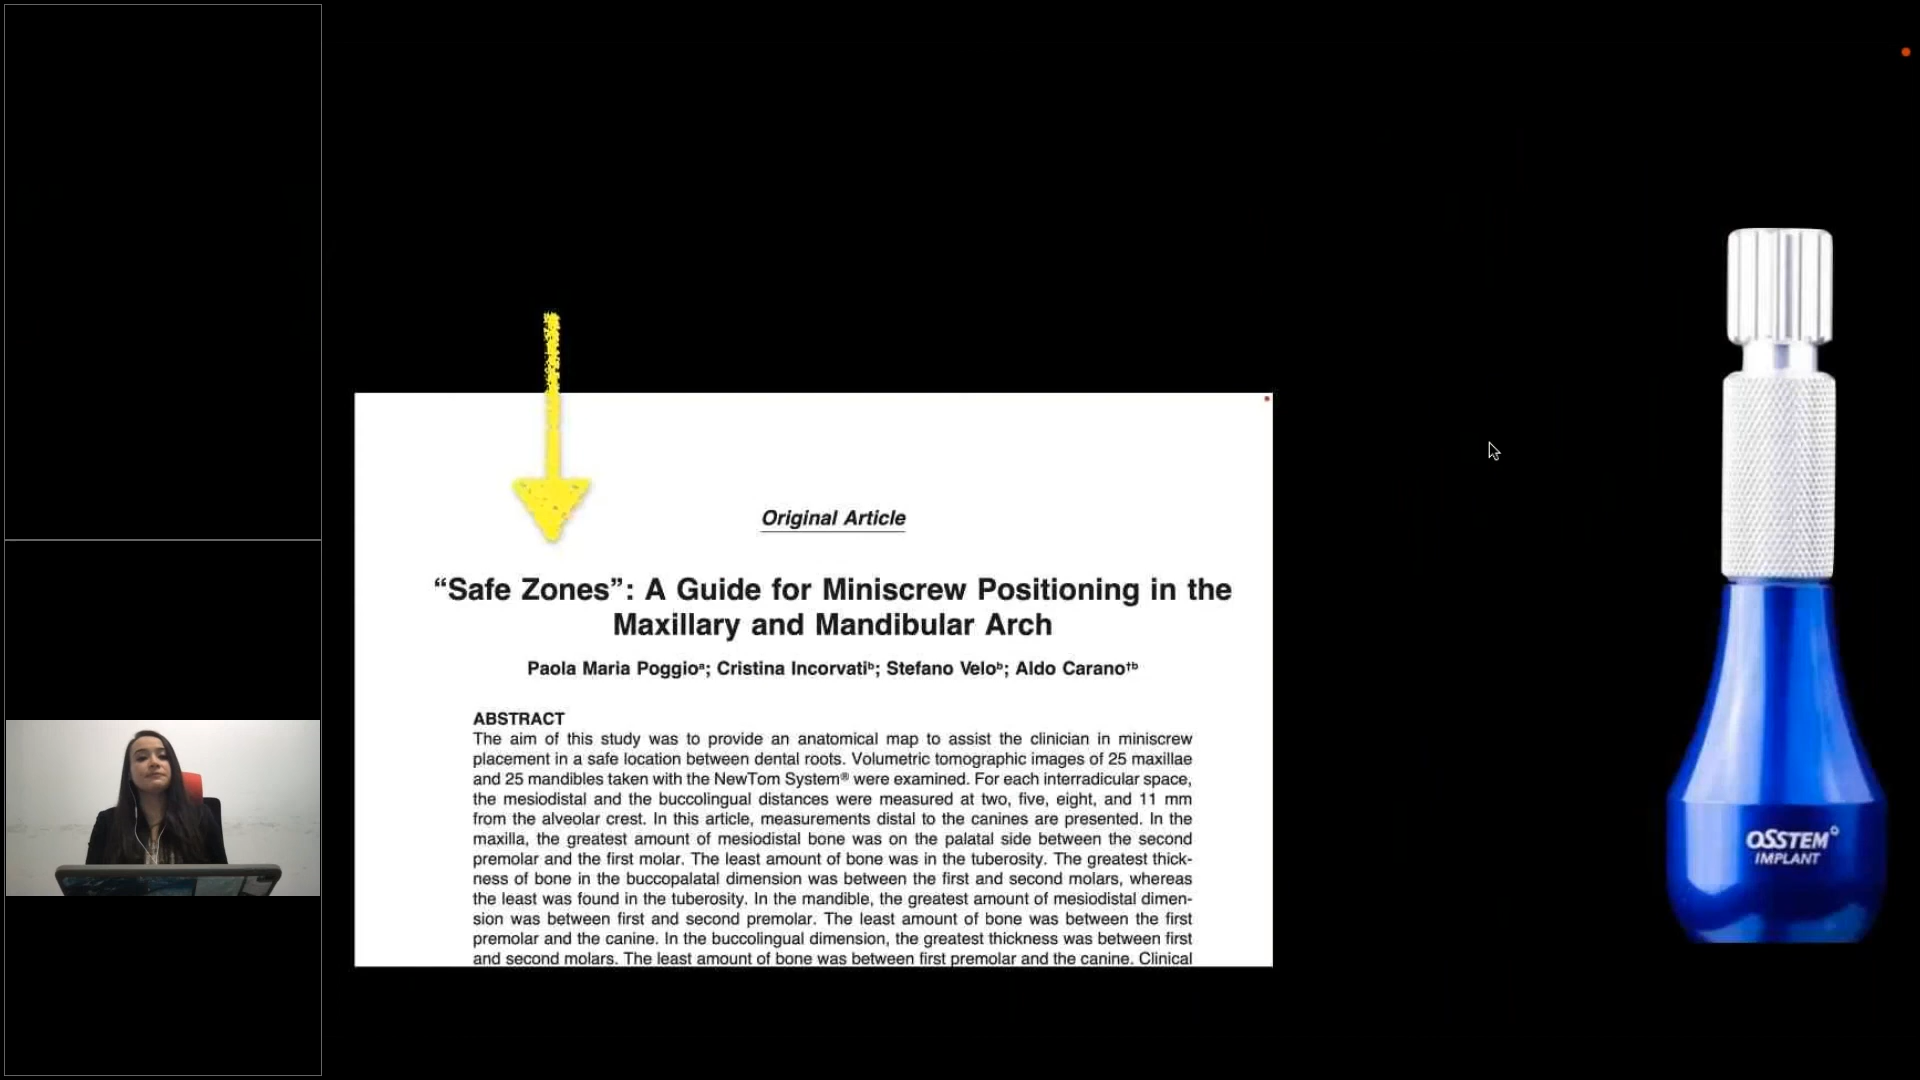 Original Article
“Safe Zones”: A Guide for Miniscrew Positioning in the
Maxillary and Mandibular Arch
Paola Maria Poggioᵃ; Cristina Incorvatiᵇ; Stefano Veloᵇ; Aldo Carano†ᵇ
ABSTRACT
The aim of this study was to provide an anatomical map to assist the clinician in miniscrew
placement in a safe location between dental roots. Volumetric tomographic images of 25 maxillae
and 25 mandibles taken with the NewTom System® were examined. For each interradicular space,
the mesiodistal and the buccolingual distances were measured at two, five, eight, and 11 mm
from the alveolar crest. In this article, measurements distal to the canines are presented. In the
maxilla, the greatest amount of mesiodistal bone was on the palatal side between the second
premolar and the first molar. The least amount of bone was in the tuberosity. The greatest thick-
ness of bone in the buccopalatal dimension was between the first and second molars, whereas
the least was found in the tuberosity. In the mandible, the greatest amount of mesiodistal dimen-
sion was between first and second premolar. The least amount of bone was between the first
premolar and the canine. In the buccolingual dimension, the greatest thickness was between first
and second molars. The least amount of bone was between first premolar and the canine. Clinical
OSSTEM°
IMPLANT